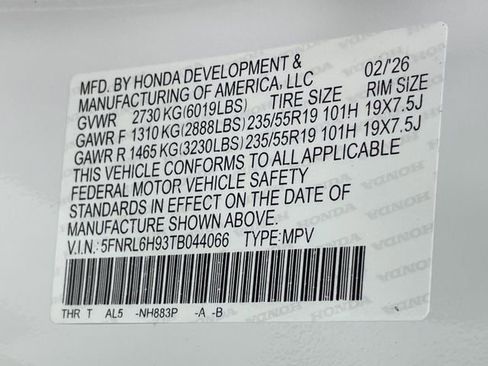 MFD. BY HONDA DEVELOPMENT & 02/'26
MANUFACTURING OF AMERICA, LLC
GVWR 2730 KG(6019LBS) TIRE SIZE RIM SIZE
GAWR F 1310 KG(2888LBS) 235/55R19 101H 19X7.5J
GAWR R 1465 KG(3230LBS) 235/55R19 101H 19X7.5J
THIS VEHICLE CONFORMS TO ALL APPLICABLE
FEDERAL MOTOR VEHICLE SAFETY
STANDARDS IN EFFECT ON THE DATE OF
MANUFACTURE SHOWN ABOVE.
V.I.N.: 5FNRL6H93TB044066 TYPE: MPV
THR T AL5 -NH883P -A -B
HONDA